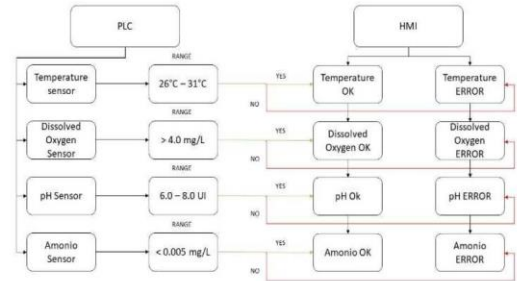 PLC
HMI
RANGE
Temperature
sensor
26°C – 31°C
YES
NO
Temperature
OK
Temperature
ERROR
RANGE
Dissolved
Oxygen
Sensor
> 4.0 mg/L
YES
NO
Dissolved
Oxygen OK
Dissolved
Oxygen
ERROR
RANGE
pH Sensor
6.0 – 8.0 UI
YES
NO
pH Ok
pH ERROR
RANGE
Amonio
Sensor
< 0.005 mg/L
YES
NO
Amonio OK
Amonio
ERROR